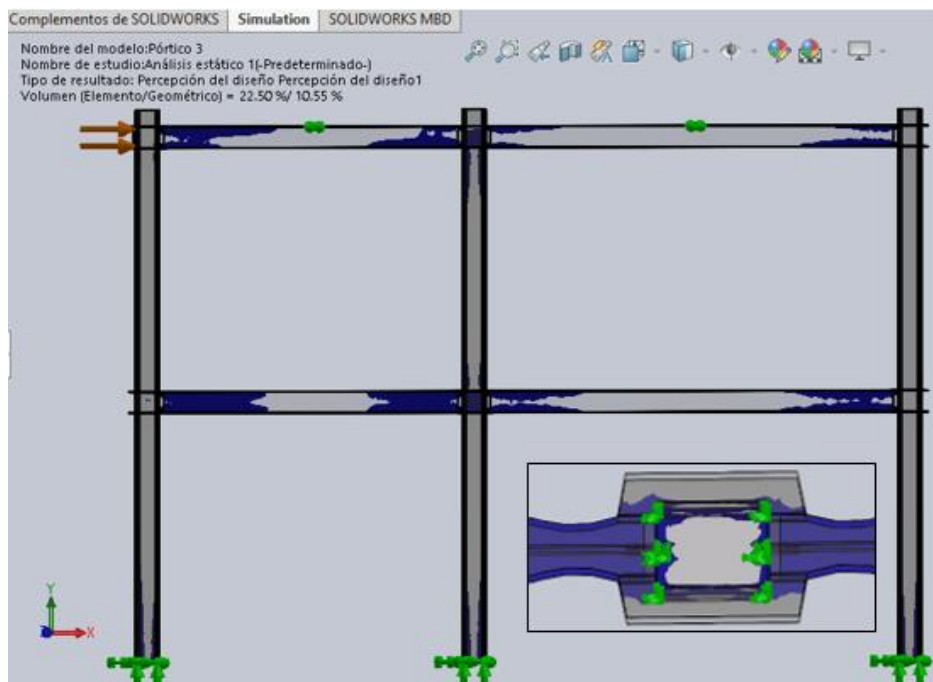 Complementos de SOLIDWORKS Simulation SOLIDWORKS MBD
Nombre del modelo:Pórtico 3
Nombre de estudio:Análisis estático 1(-Predeterminado-)
Tipo de resultado: Percepción del diseño Percepción del diseño1
Volumen (Elemento/Geométrico) = 22.50 %/ 10.55 %
Y
X